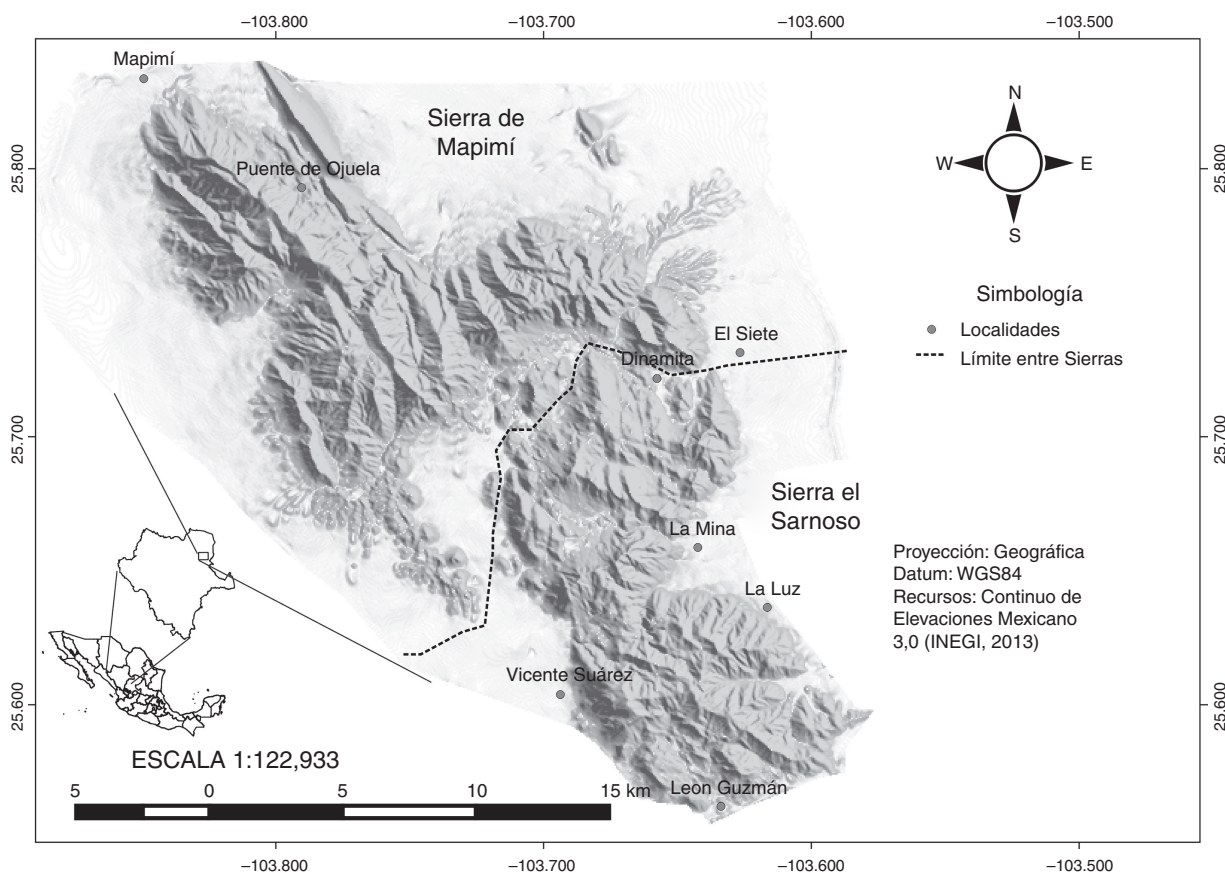 −103.800
−103.700
−103.600
−103.500
Mapimí
Sierra de
Mapimí
N
W
E
S
25.800
25.800
Puente de Ojuela
Simbología
Localidades
Límite entre Sierras
El Siete
Dinamita
25.700
25.700
Sierra el
Sarnoso
La Mina
Proyección: Geográfica
Datum: WGS84
Recursos: Continuo de
Elevaciones Mexicano
3,0 (INEGI, 2013)
La Luz
Vicente Suárez
25.600
25.600
ESCALA 1:122,933
5
0
5
10
15 km
Leon Guzmán
−103.800
−103.700
−103.600
−103.500